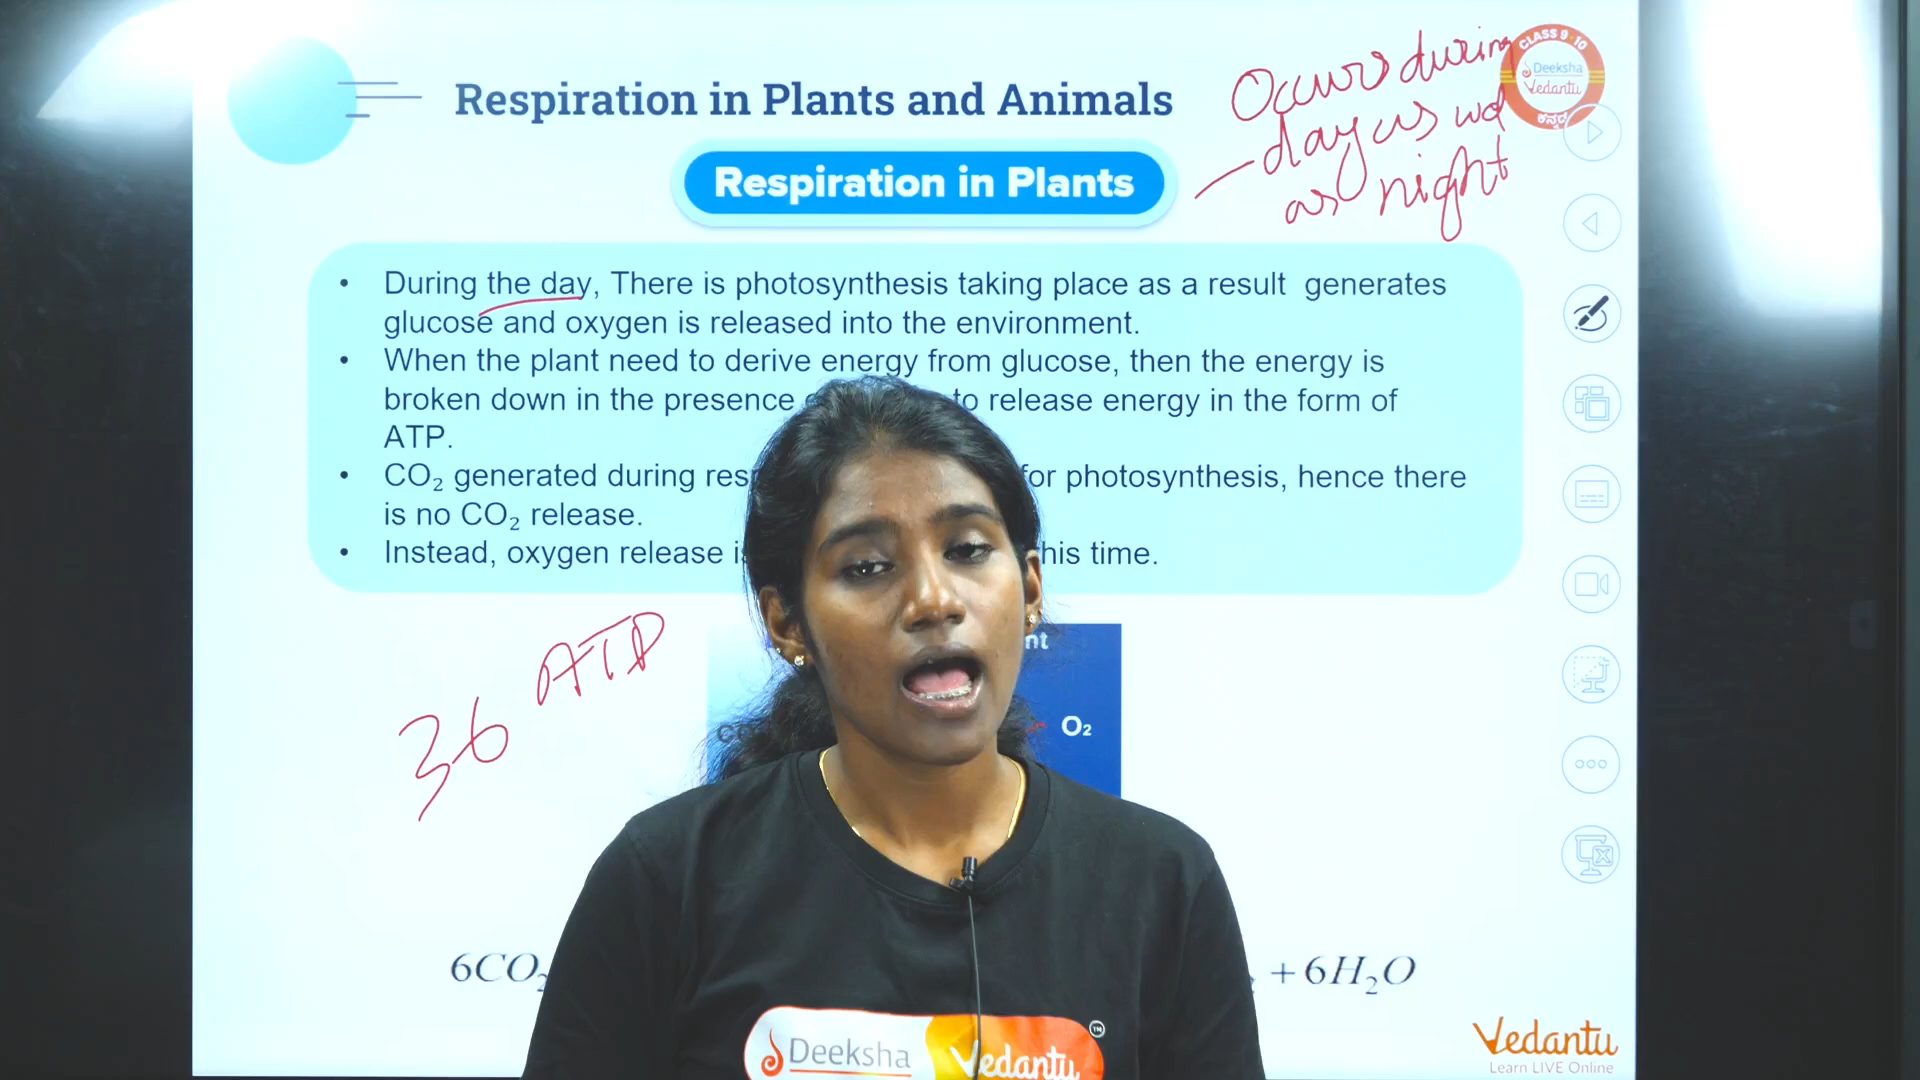 Respiration in Plants and Animals
Occurs during
day as
as night
CLASS 9-10
Deeksha
Vedantu
ಕನ್ನಡ
Respiration in Plants
• During the day, There is photosynthesis taking place as a result generates
glucose and oxygen is released into the environment.
• When the plant need to derive energy from glucose, then the energy is
broken down in the presence to release energy in the form of
ATP.
• CO₂ generated during for photosynthesis, hence there
is no CO₂ release.
• Instead, oxygen release time.
36 ATP
O₂
6CO₂ +6H₂O
Deeksha Vedantu
TM
Vedantu
Learn LIVE Online